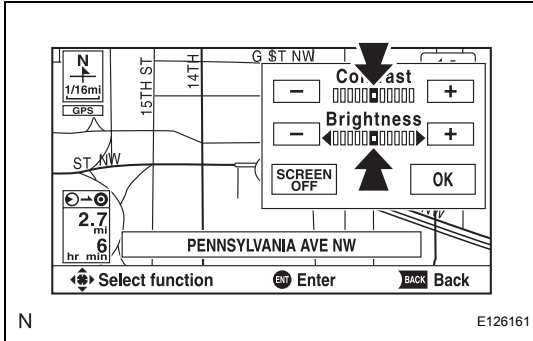 N
1/16mi
GPS
15TH ST
14TH
G ST NW
Contrast
− +
Brightness
− +
SCREEN
OFF
OK
ST NW
2.7
mi
6
hr min
PENNSYLVANIA AVE NW
Select function
ENT Enter
BACK Back
N
E126161